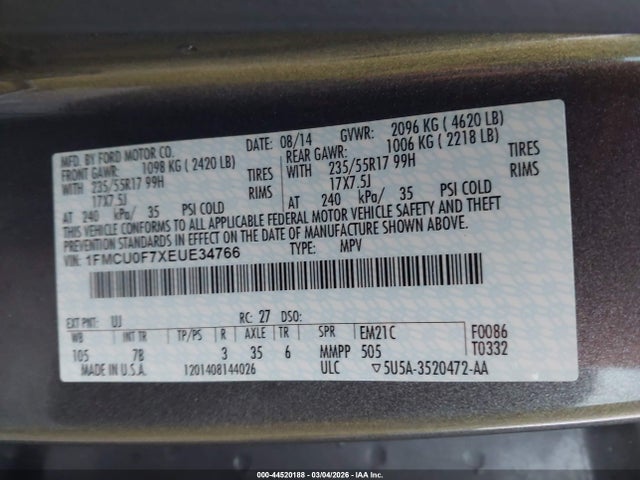 MFD. BY FORD MOTOR CO. DATE: 08/14 GVWR: 2096 KG ( 4620 LB)
FRONT GAWR: 1098 KG ( 2420 LB) REAR GAWR: 1006 KG ( 2218 LB)
WITH 235/55R17 99H TIRES WITH 235/55R17 99H TIRES
17X7.5J RIMS 17X7.5J RIMS
AT 240 kPa/ 35 PSI COLD AT 240 kPa/ 35 PSI COLD
THIS VEHICLE CONFORMS TO ALL APPLICABLE FEDERAL MOTOR VEHICLE SAFETY AND THEFT
PREVENTION STANDARDS IN EFFECT ON THE DATE OF MANUFACTURE SHOWN ABOVE.
VIN: 1FMCU0F7XEUE34766 TYPE: MPV
EXT PNT: UJ RC: 27 DSO:
WB INT TR TP/PS R AXLE TR SPR EM21C F0086
105 7B 3 35 6 MMPP 505 T0332
MADE IN U.S.A. 1201408144026 ULC 5U5A-3520472-AA
000-44520188 - 03/04/2026 - IAA Inc.